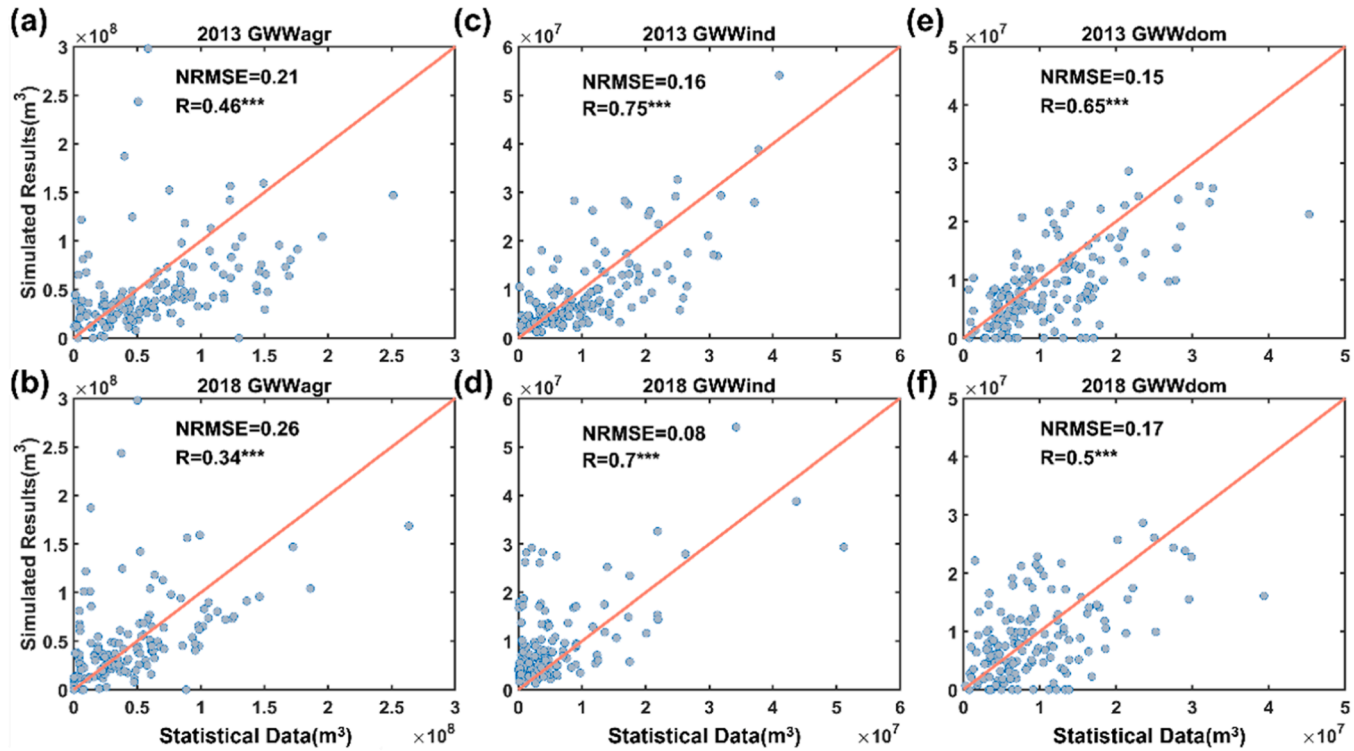 (a)
×10⁸
2013 GWWagr
NRMSE=0.21
R=0.46***
3
2.5
2
1.5
1
0.5
0
0 0.5 1 1.5 2 2.5 3
Simulated Results(m³)
(c)
×10⁷
2013 GWWind
NRMSE=0.16
R=0.75***
6
5
4
3
2
1
0
0 1 2 3 4 5 6
(e)
×10⁷
2013 GWWdom
NRMSE=0.15
R=0.65***
5
4
3
2
1
0
0 1 2 3 4 5
(b)
×10⁸
2018 GWWagr
NRMSE=0.26
R=0.34***
3
2.5
2
1.5
1
0.5
0
0 0.5 1 1.5 2 2.5 3
Simulated Results(m³)
Statistical Data(m³) ×10⁸
(d)
×10⁷
2018 GWWind
NRMSE=0.08
R=0.7***
6
5
4
3
2
1
0
0 1 2 3 4 5 6
Statistical Data(m³) ×10⁷
(f)
×10⁷
2018 GWWdom
NRMSE=0.17
R=0.5***
5
4
3
2
1
0
0 1 2 3 4 5
Statistical Data(m³) ×10⁷